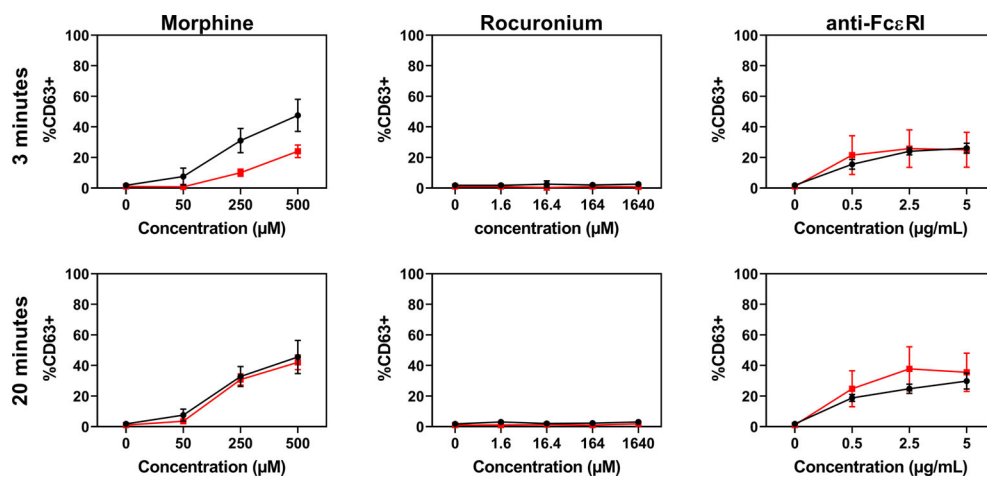 Morphine
Rocuronium
anti-FcεRI
3 minutes
%CD63+
100
80
60
40
20
0
0 50 250 500
Concentration (µM)
%CD63+
100
80
60
40
20
0
0 1.6 16.4 164 1640
concentration (µM)
%CD63+
100
80
60
40
20
0
0 0.5 2.5 5
Concentration (µg/mL)
20 minutes
%CD63+
100
80
60
40
20
0
0 50 250 500
Concentration (µM)
%CD63+
100
80
60
40
20
0
0 1.6 16.4 164 1640
Concentration (µM)
%CD63+
100
80
60
40
20
0
0 0.5 2.5 5
Concentration (µg/mL)